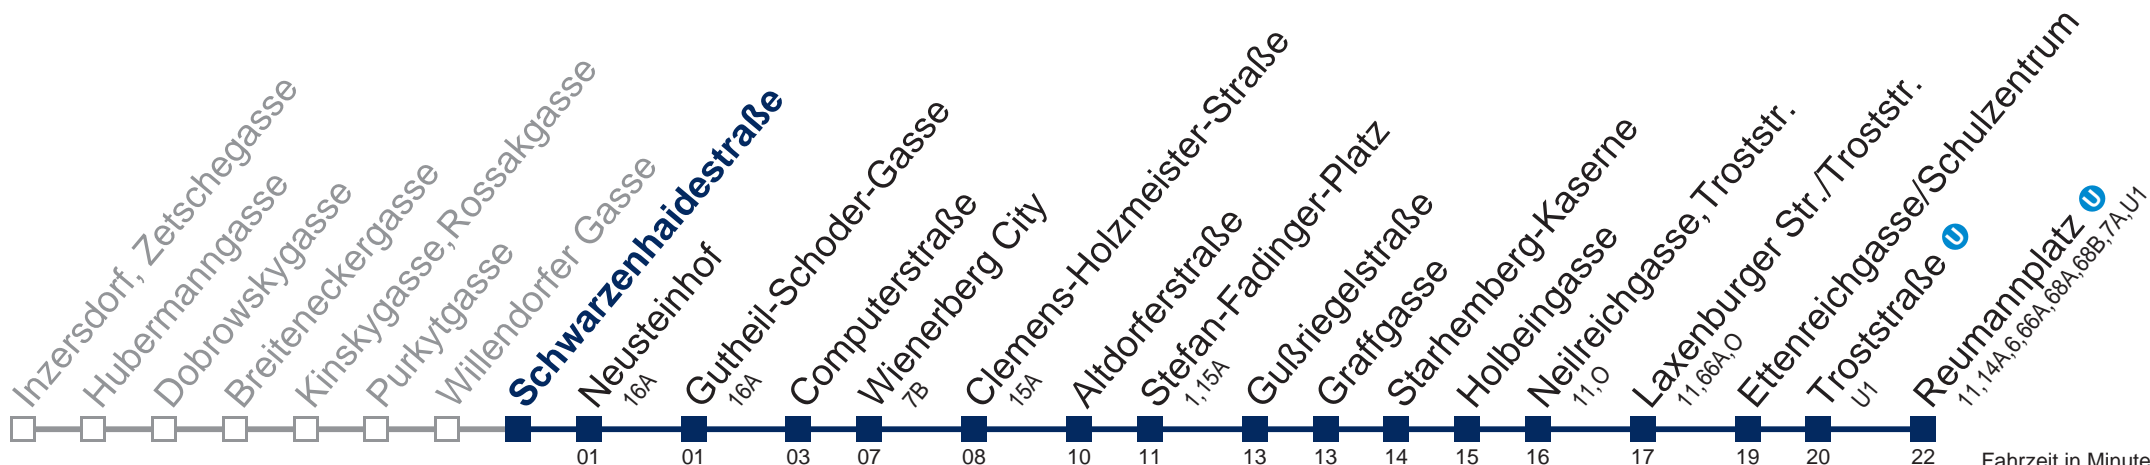 Inzersdorf, Zetschegasse
Hubermanngasse
Dobrowskygasse
Breiteneckergasse
Kinskygasse,Rossakgasse
Purkytgasse
Willendorfer Gasse
Schwarzenhaidestraße
Neusteinhof
16A
Gutheil-Schoder-Gasse
16A
Computerstraße
Wienerberg City
7B
Clemens-Holzmeister-Straße
15A
Altdorferstraße
Stefan-Fadinger-Platz
1,15A
Gußriegelstraße
Graffgasse
Starhemberg-Kaserne
Holbeingasse
Neilreichgasse,Troststr.
11,O
Laxenburger Str./Troststr.
11,66A,O
Ettenreichgasse/Schulzentrum
Troststraße U
U1
Reumannplatz U
11,14A,6,66A,68A,68B,7A,U1
01 01 03 07 08 10 11 13 13 14 15 16 17 19 20 22 Fahrzeit in Minute